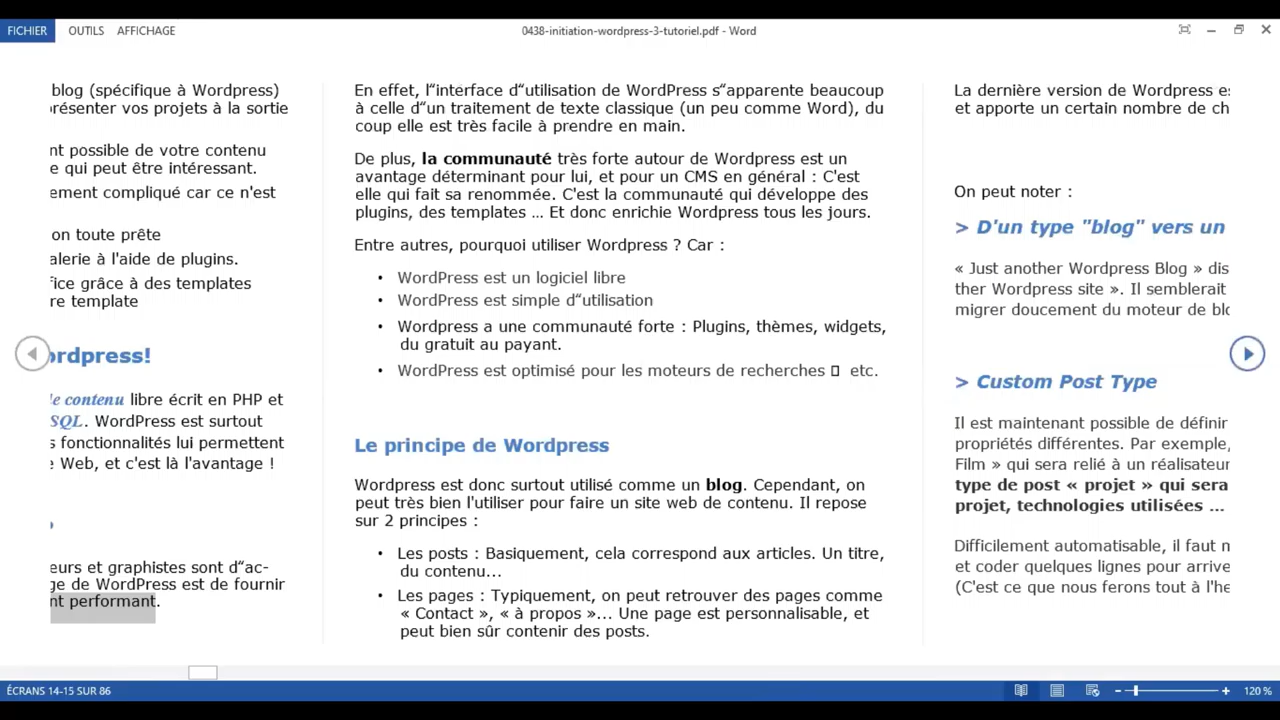 FICHIER OUTILS AFFICHAGE 0438-initiation-wordpress-3-tutoriel.pdf - Word
blog (spécifique à Wordpress)
résenter vos projets à la sortie
nt possible de votre contenu
e qui peut être intéressant.
ement compliqué car ce n'est
on toute prête
alerie à l'aide de plugins.
fice grâce à des templates
re template
ordpress!
le contenu libre écrit en PHP et
SQL. WordPress est surtout
s fonctionnalités lui permettent
e Web, et c'est là l'avantage !
eurs et graphistes sont d"ac-
ge de WordPress est de fournir
nt performant.
En effet, l"interface d"utilisation de WordPress s"apparente beaucoup
à celle d"un traitement de texte classique (un peu comme Word), du
coup elle est très facile à prendre en main.
De plus, la communauté très forte autour de Wordpress est un
avantage déterminant pour lui, et pour un CMS en général : C'est
elle qui fait sa renommée. C'est la communauté qui développe des
plugins, des templates ... Et donc enrichie Wordpress tous les jours.
Entre autres, pourquoi utiliser Wordpress ? Car :
• WordPress est un logiciel libre
• WordPress est simple d"utilisation
• Wordpress a une communauté forte : Plugins, thèmes, widgets,
du gratuit au payant.
• WordPress est optimisé pour les moteurs de recherches etc.
Le principe de Wordpress
Wordpress est donc surtout utilisé comme un blog. Cependant, on
peut très bien l'utiliser pour faire un site web de contenu. Il repose
sur 2 principes :
• Les posts : Basiquement, cela correspond aux articles. Un titre,
du contenu...
• Les pages : Typiquement, on peut retrouver des pages comme
« Contact », « à propos »... Une page est personnalisable, et
peut bien sûr contenir des posts.
La dernière version de Wordpress es
et apporte un certain nombre de ch
On peut noter :
> D'un type "blog" vers un
« Just another Wordpress Blog » dis
ther Wordpress site ». Il semblerait
migrer doucement du moteur de blo
> Custom Post Type
Il est maintenant possible de définir
propriétés différentes. Par exemple,
Film » qui sera relié à un réalisateur
type de post « projet » qui sera
projet, technologies utilisées ...
Difficilement automatisable, il faut m
et coder quelques lignes pour arrive
(C'est ce que nous ferons tout à l'he
ÉCRANS 14-15 SUR 86 120 %